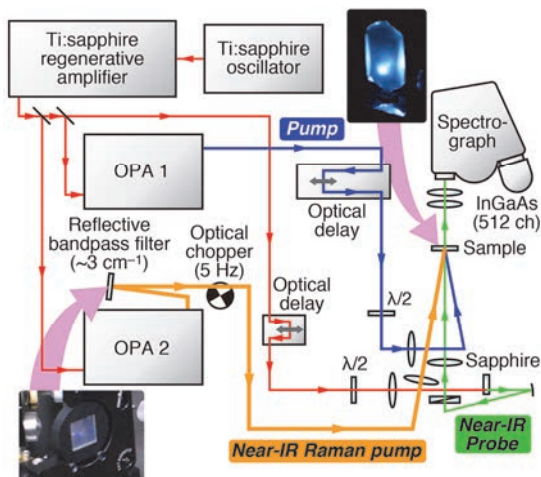 Ti:sapphire
regenerative
amplifier
Ti:sapphire
oscillator
Pump
Spectro-
graph
OPA 1
Optical
delay
InGaAs
(512 ch)
Reflective
bandpass filter
(~3 cm⁻¹)
Optical
chopper
(5 Hz)
Sample
Optical
delay
λ/2
OPA 2
λ/2
Sapphire
Near-IR Raman pump
Near-IR
Probe